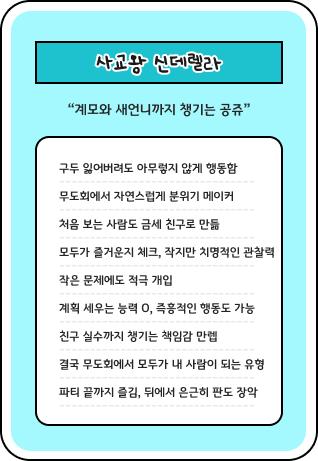 사교왕 신데렐라
“계모와 새언니까지 챙기는 공쥬”
구두 잃어버려도 아무렇지 않게 행동함
무도회에서 자연스럽게 분위기 메이커
처음 보는 사람도 금세 친구로 만듦
모두가 즐거운지 체크, 작지만 치명적인 관찰력
작은 문제에도 적극 개입
계획 세우는 능력 O, 즉흥적인 행동도 가능
친구 실수까지 챙기는 책임감 만렙
결국 무도회에서 모두가 내 사람이 되는 유형
파티 끝까지 즐김, 뒤에서 은근히 판도 장악